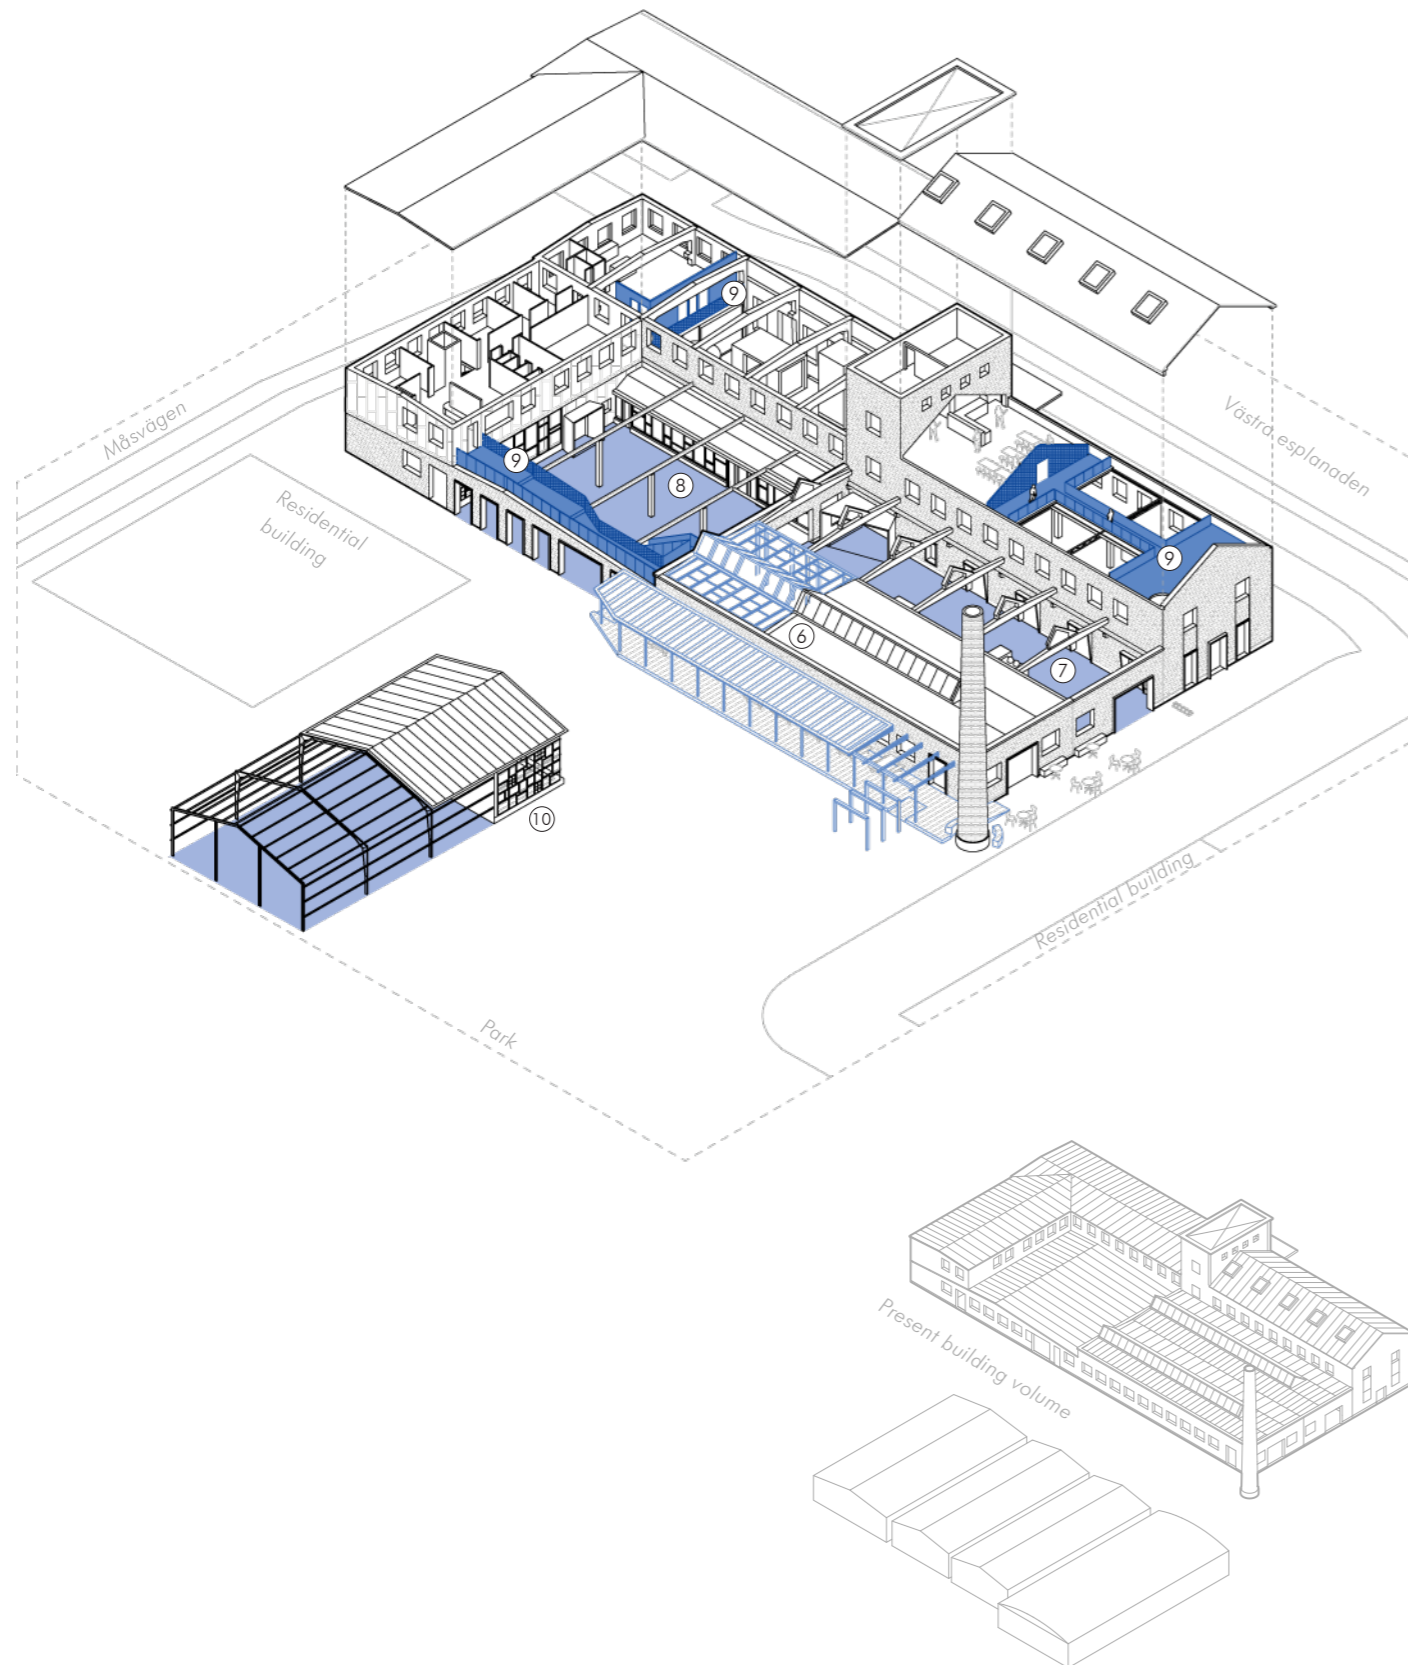 9
Måsvägen
Västra esplanaden
9
8
Residential
building
9
6
7
10
Residential building
Park
Present building volume